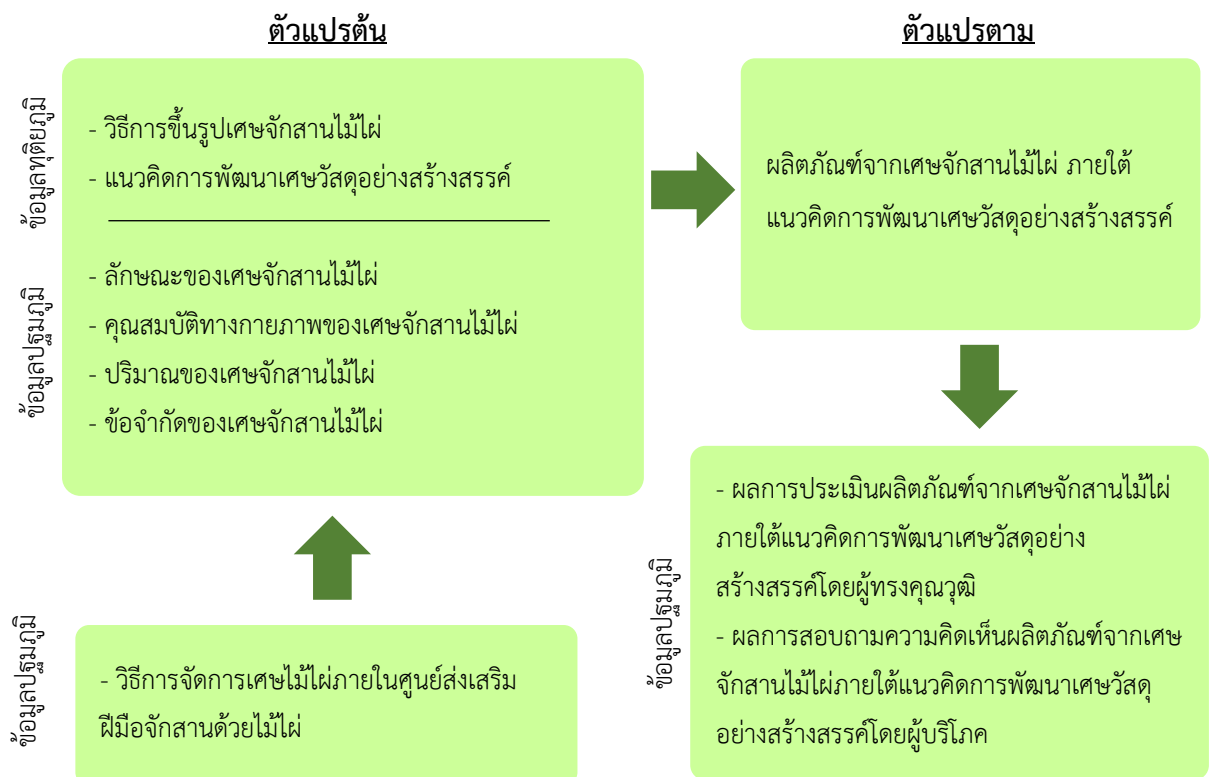 ตัวแปรต้น
ข้อมูลทุติยภูมิ
- วิธีการขึ้นรูปเศษจักสานไม้ไผ่
- แนวคิดการพัฒนาเศษวัสดุอย่างสร้างสรรค์
ข้อมูลปฐมภูมิ
- ลักษณะของเศษจักสานไม้ไผ่
- คุณสมบัติทางกายภาพของเศษจักสานไม้ไผ่
- ปริมาณของเศษจักสานไม้ไผ่
- ข้อจำกัดของเศษจักสานไม้ไผ่
ข้อมูลปฐมภูมิ
- วิธีการจัดการเศษไม้ไผ่ภายในศูนย์ส่งเสริม
ฝีมือจักสานด้วยไม้ไผ่
ตัวแปรตาม
ผลิตภัณฑ์จากเศษจักสานไม้ไผ่ ภายใต้
แนวคิดการพัฒนาเศษวัสดุอย่างสร้างสรรค์
ข้อมูลปฐมภูมิ
- ผลการประเมินผลิตภัณฑ์จากเศษจักสานไม้ไผ่
ภายใต้แนวคิดการพัฒนาเศษวัสดุอย่าง
สร้างสรรค์โดยผู้ทรงคุณวุฒิ
- ผลการสอบถามความคิดเห็นผลิตภัณฑ์จากเศษ
จักสานไม้ไผ่ภายใต้แนวคิดการพัฒนาเศษวัสดุ
อย่างสร้างสรรค์โดยผู้บริโภค